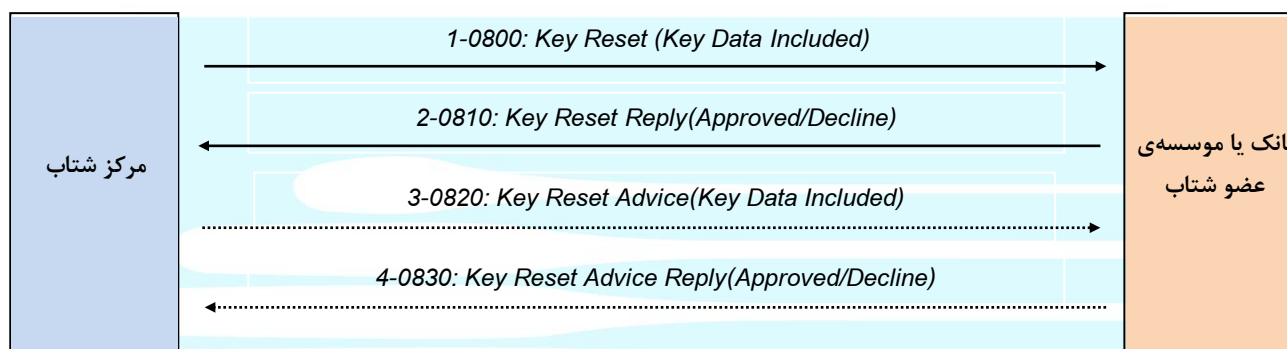 1-0800: Key Reset (Key Data Included)
2-0810: Key Reset Reply(Approved/Decline)
3-0820: Key Reset Advice(Key Data Included)
4-0830: Key Reset Advice Reply(Approved/Decline)
مرکز شتاب
یا موسسه‌ی
عضو شتاب